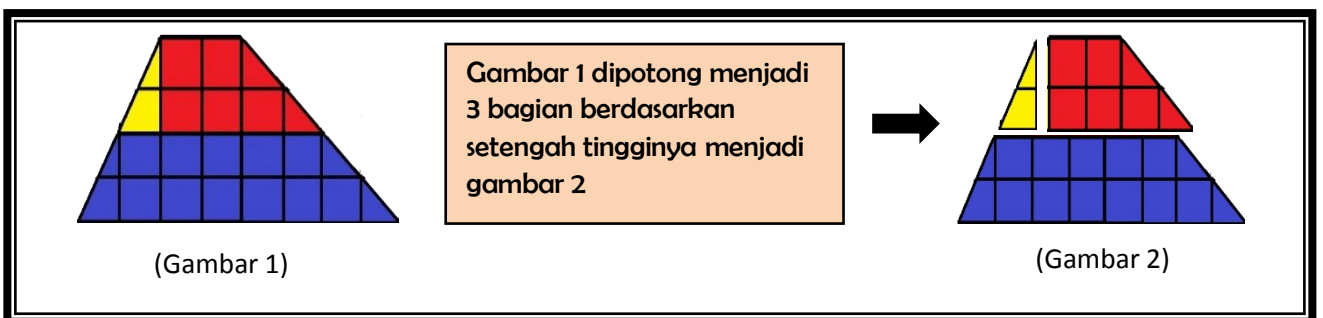 Gambar 1 dipotong menjadi
3 bagian berdasarkan
setengah tingginya menjadi
gambar 2
(Gambar 1)
(Gambar 2)